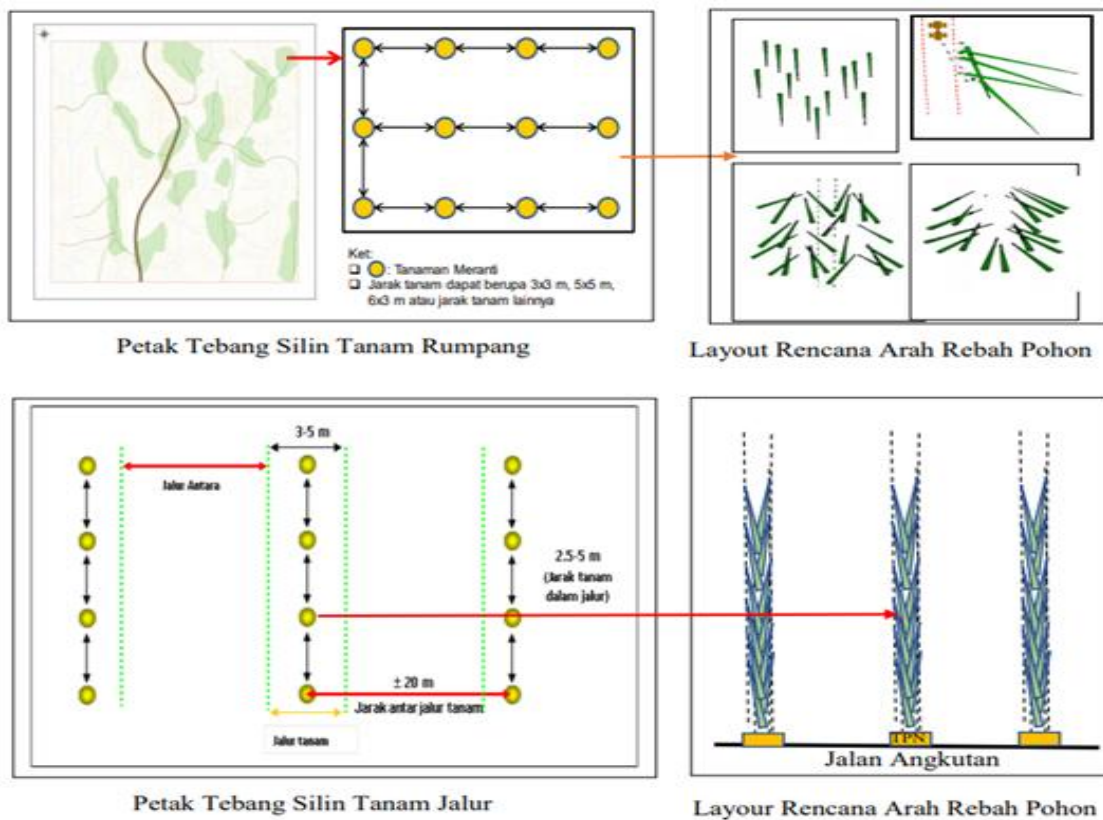 Ket:
: Tanaman Meranti
Jarak tanam dapat berupa 3x3 m, 5x5 m,
6x3 m atau jarak tanam lainnya
Petak Tebang Silin Tanam Rumpang
Layout Rencana Arah Rebah Pohon
3-5 m
Jalur Antara
2.5-5 m
(Jarak tanam
dalam jalur)
± 20 m
Jarak antar jalur tanam
Jalur tanam
TPN
Jalan Angkutan
Petak Tebang Silin Tanam Jalur
Layour Rencana Arah Rebah Pohon